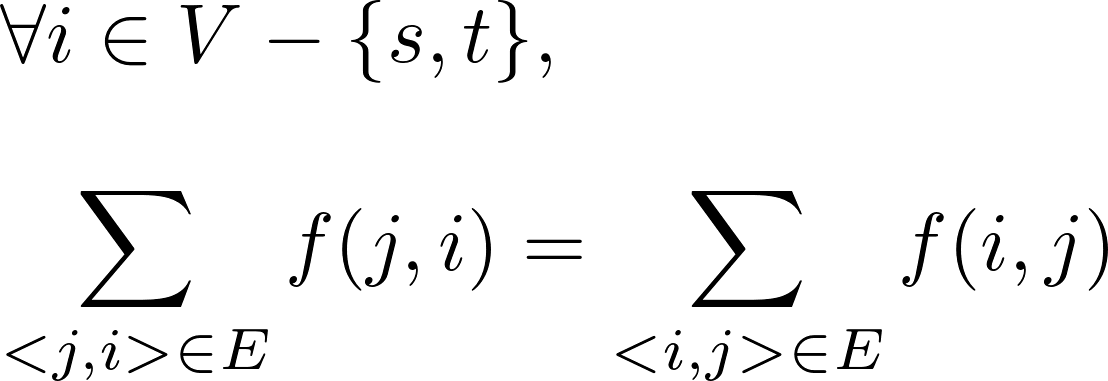 ∀i ∈ V − {s, t},
∑_{<j,i>∈E} f(j, i) = ∑_{<i,j>∈E} f(i, j)